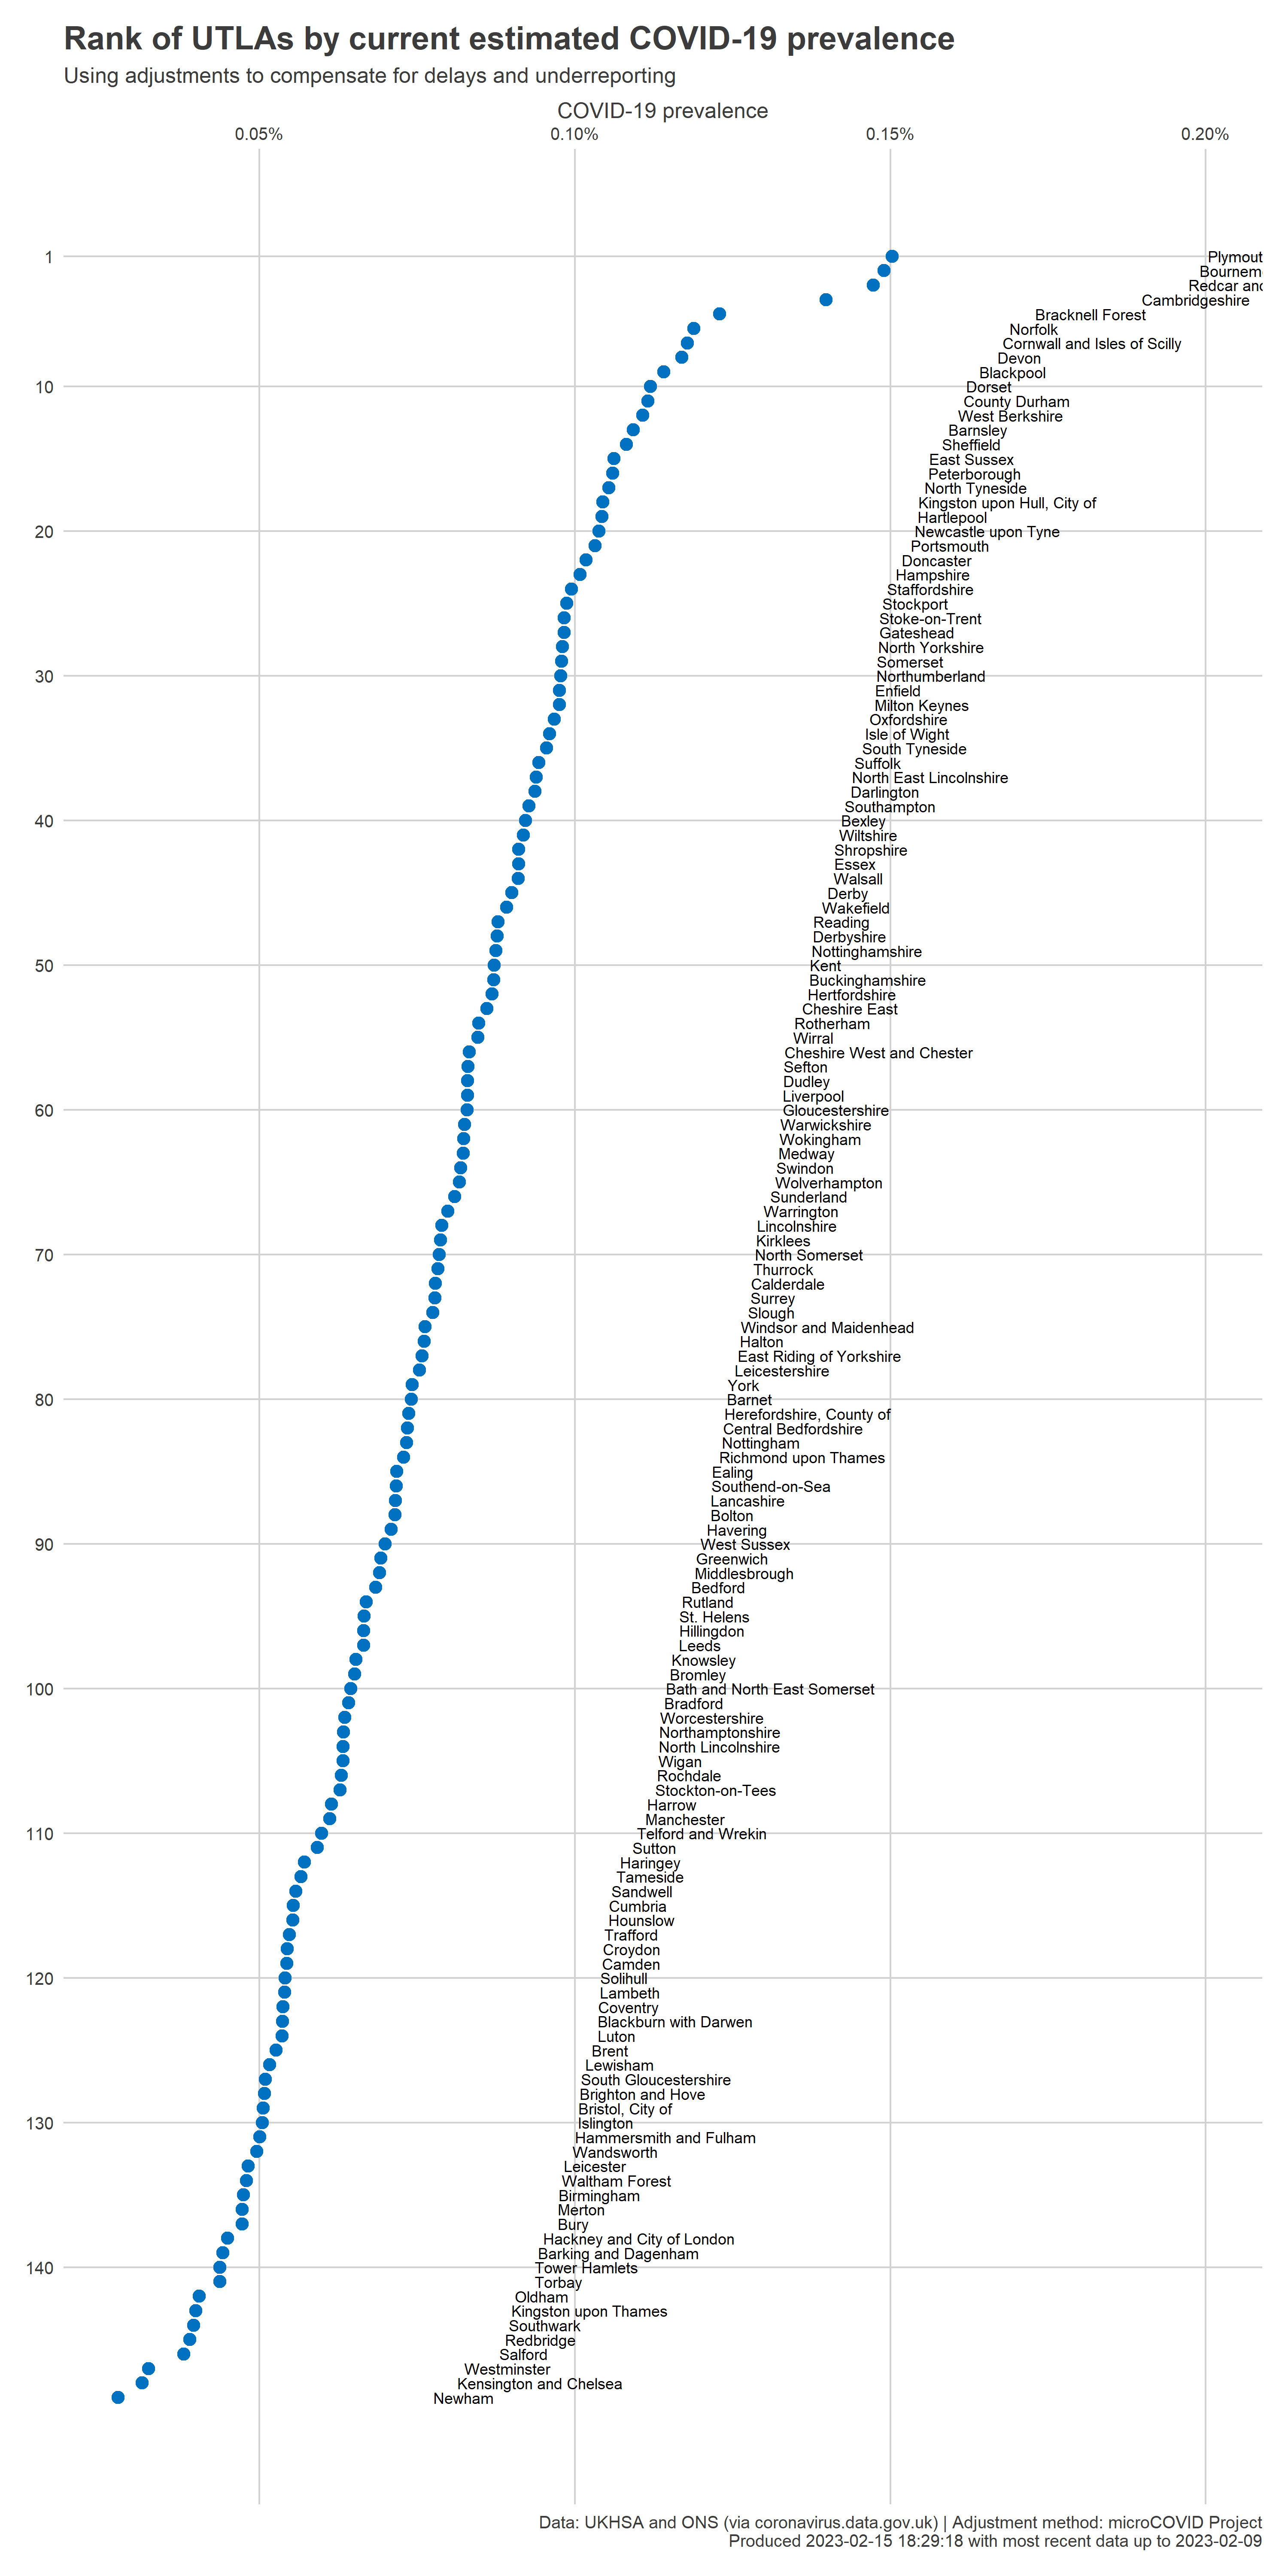 Rank of UTLAs by current estimated COVID-19 prevalence
Using adjustments to compensate for delays and underreporting
COVID-19 prevalence
0.05% 0.10% 0.15% 0.20%
1 Plymout
Bournem
Redcar and
Cambridgeshire
Bracknell Forest
Norfolk
Cornwall and Isles of Scilly
Devon
Blackpool
10 Dorset
County Durham
West Berkshire
Barnsley
Sheffield
East Sussex
Peterborough
North Tyneside
Kingston upon Hull, City of
Hartlepool
20 Newcastle upon Tyne
Portsmouth
Doncaster
Hampshire
Staffordshire
Stockport
Stoke-on-Trent
Gateshead
North Yorkshire
Somerset
30 Northumberland
Enfield
Milton Keynes
Oxfordshire
Isle of Wight
South Tyneside
Suffolk
North East Lincolnshire
Darlington
Southampton
40 Bexley
Wiltshire
Shropshire
Essex
Walsall
Derby
Wakefield
Reading
Derbyshire
Nottinghamshire
50 Kent
Buckinghamshire
Hertfordshire
Cheshire East
Rotherham
Wirral
Cheshire West and Chester
Sefton
Dudley
Liverpool
60 Gloucestershire
Warwickshire
Wokingham
Medway
Swindon
Wolverhampton
Sunderland
Warrington
Lincolnshire
Kirklees
70 North Somerset
Thurrock
Calderdale
Surrey
Slough
Windsor and Maidenhead
Halton
East Riding of Yorkshire
Leicestershire
York
80 Barnet
Herefordshire, County of
Central Bedfordshire
Nottingham
Richmond upon Thames
Ealing
Southend-on-Sea
Lancashire
Bolton
Havering
90 West Sussex
Greenwich
Middlesbrough
Bedford
Rutland
St. Helens
Hillingdon
Leeds
Knowsley
Bromley
100 Bath and North East Somerset
Bradford
Worcestershire
Northamptonshire
North Lincolnshire
Wigan
Rochdale
Stockton-on-Tees
Harrow
Manchester
110 Telford and Wrekin
Sutton
Haringey
Tameside
Sandwell
Cumbria
Hounslow
Trafford
Croydon
Camden
120 Solihull
Lambeth
Coventry
Blackburn with Darwen
Luton
Brent
Lewisham
South Gloucestershire
Brighton and Hove
Bristol, City of
130 Islington
Hammersmith and Fulham
Wandsworth
Leicester
Waltham Forest
Birmingham
Merton
Bury
Hackney and City of London
Barking and Dagenham
140 Tower Hamlets
Torbay
Oldham
Kingston upon Thames
Southwark
Redbridge
Salford
Westminster
Kensington and Chelsea
Newham
Data: UKHSA and ONS (via coronavirus.data.gov.uk) | Adjustment method: microCOVID Project
Produced 2023-02-15 18:29:18 with most recent data up to 2023-02-09